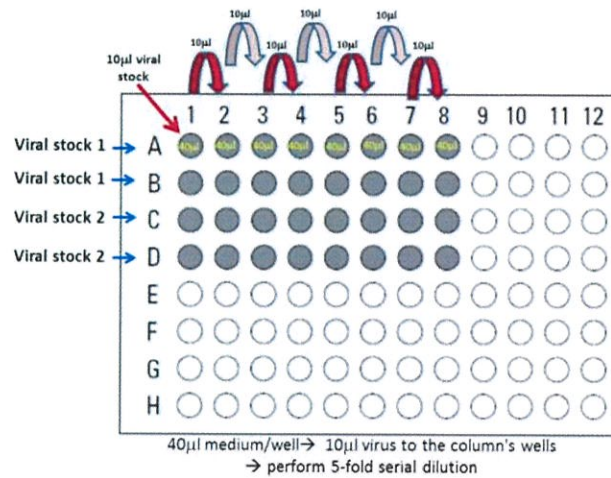 10µl 10µl 10µl
10µl 10µl 10µl 10µl
10µl viral
stock
1 2 3 4 5 6 7 8 9 10 11 12
Viral stock 1 A 40µl 40µl 40µl 40µl 40µl 40µl 40µl 40µl
Viral stock 1 B
Viral stock 2 C
Viral stock 2 D
E
F
G
H
40µl medium/well→ 10µl virus to the column's wells
→ perform 5-fold serial dilution